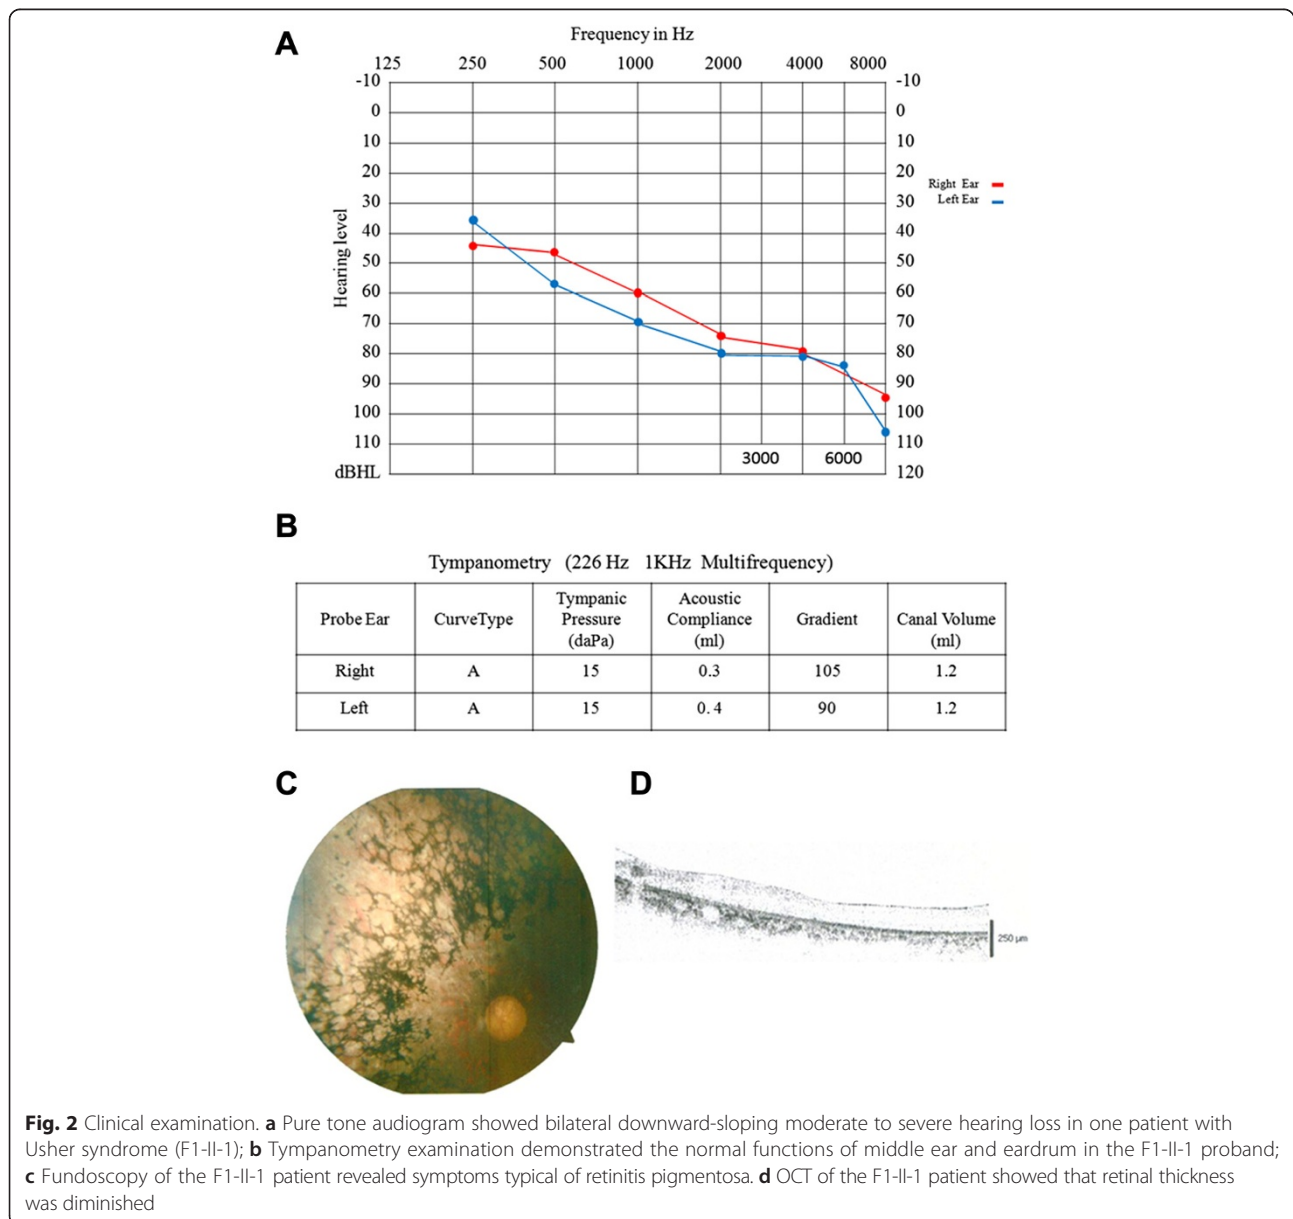 A
Frequency in Hz
125 250 500 1000 2000 4000 8000
-10 -10
0 0
10 10
20 20
30 30
40 40
50 50
60 60
70 70
80 80
90 90
100 100
110 110
dBHL 120
3000 6000
Hearing level
Right Ear
Left Ear
B
Tympanometry (226 Hz 1KHz Multifrequency)
Probe Ear CurveType Tympanic Pressure (daPa) Acoustic Compliance (ml) Gradient Canal Volume (ml)
Right A 15 0.3 105 1.2
Left A 15 0. 4 90 1.2
C
D
250 µm
Fig. 2 Clinical examination. a Pure tone audiogram showed bilateral downward-sloping moderate to severe hearing loss in one patient with
Usher syndrome (F1-II-1); b Tympanometry examination demonstrated the normal functions of middle ear and eardrum in the F1-II-1 proband;
c Fundoscopy of the F1-II-1 patient revealed symptoms typical of retinitis pigmentosa. d OCT of the F1-II-1 patient showed that retinal thickness
was diminished